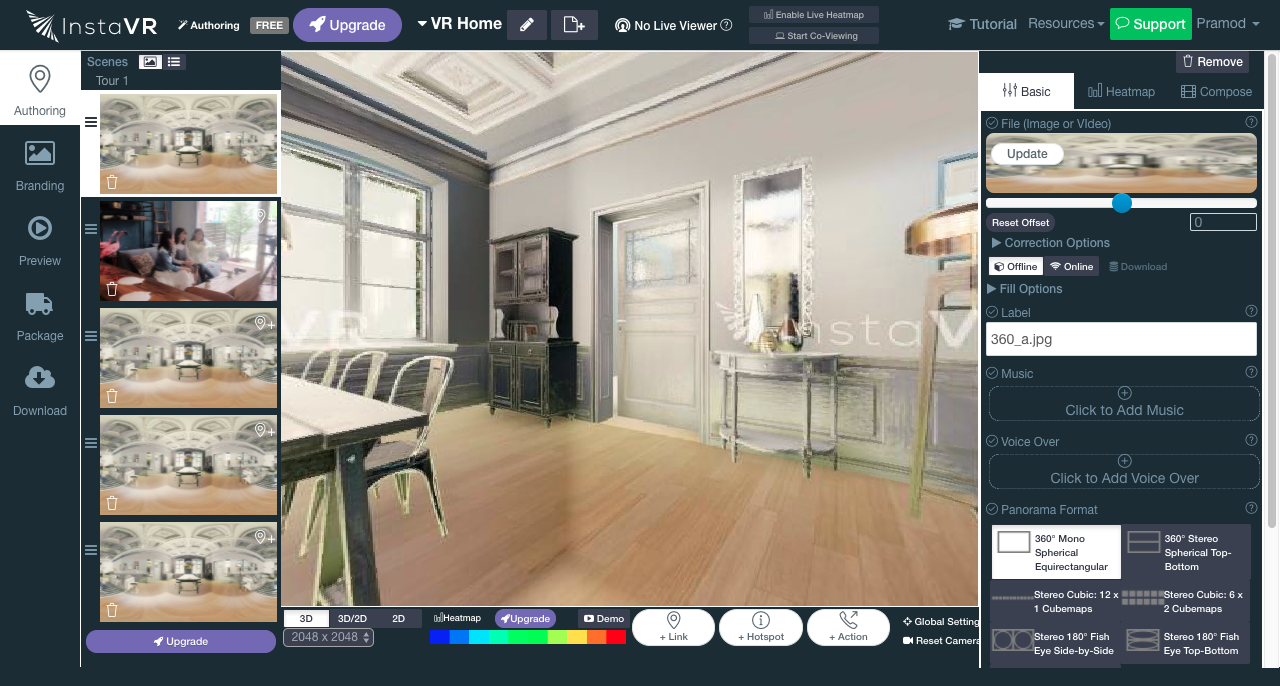 InstaVR
Authoring
FREE
Upgrade
VR Home
No Live Viewer
Enable Live Heatmap
Start Co-Viewing
Tutorial
Resources
Support
Pramod
Authoring
Branding
Preview
Package
Download
Scenes
Tour 1
Upgrade
VR
InstaV
3D
3D/2D
2D
2048 x 2048
Heatmap
Upgrade
Demo
+ Link
+ Hotspot
+ Action
Global Setting
Reset Camera
Remove
Basic
Heatmap
Compose
File (Image or VIdeo)
Update
Reset Offset
0
Correction Options
Offline
Online
Download
Fill Options
Label
360_a.jpg
Music
Click to Add Music
Voice Over
Click to Add Voice Over
Panorama Format
360° Mono
Spherical
Equirectangular
360° Stereo
Spherical Top-
Bottom
Stereo Cubic: 12 x
1 Cubemaps
Stereo Cubic: 6 x
2 Cubemaps
Stereo 180° Fish
Eye Side-by-Side
Stereo 180° Fish
Eye Top-Bottom